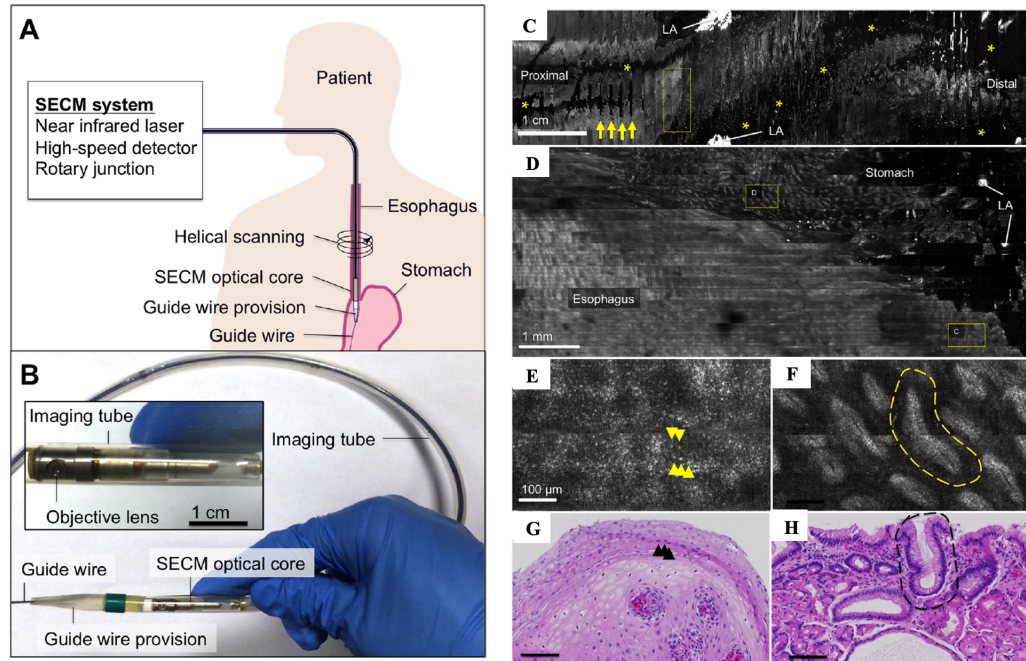 A
Patient
SECM system
Near infrared laser
High-speed detector
Rotary junction
Esophagus
Helical scanning
Stomach
SECM optical core
Guide wire provision
Guide wire
B
Imaging tube
Imaging tube
Objective lens
1 cm
SECM optical core
Guide wire
Guide wire provision
C
LA
Proximal
Distal
1 cm
LA
D
Stomach
D
LA
Esophagus
1 mm
C
E
100 µm
F
G
H